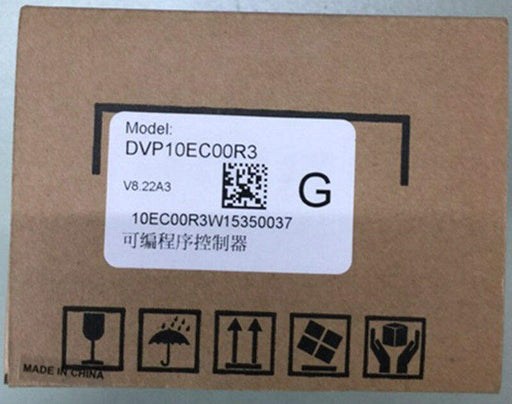 Model:
DVP10EC00R3
V8.22A3
G
10EC00R3W15350037
可编程序控制器
MADE IN CHINA